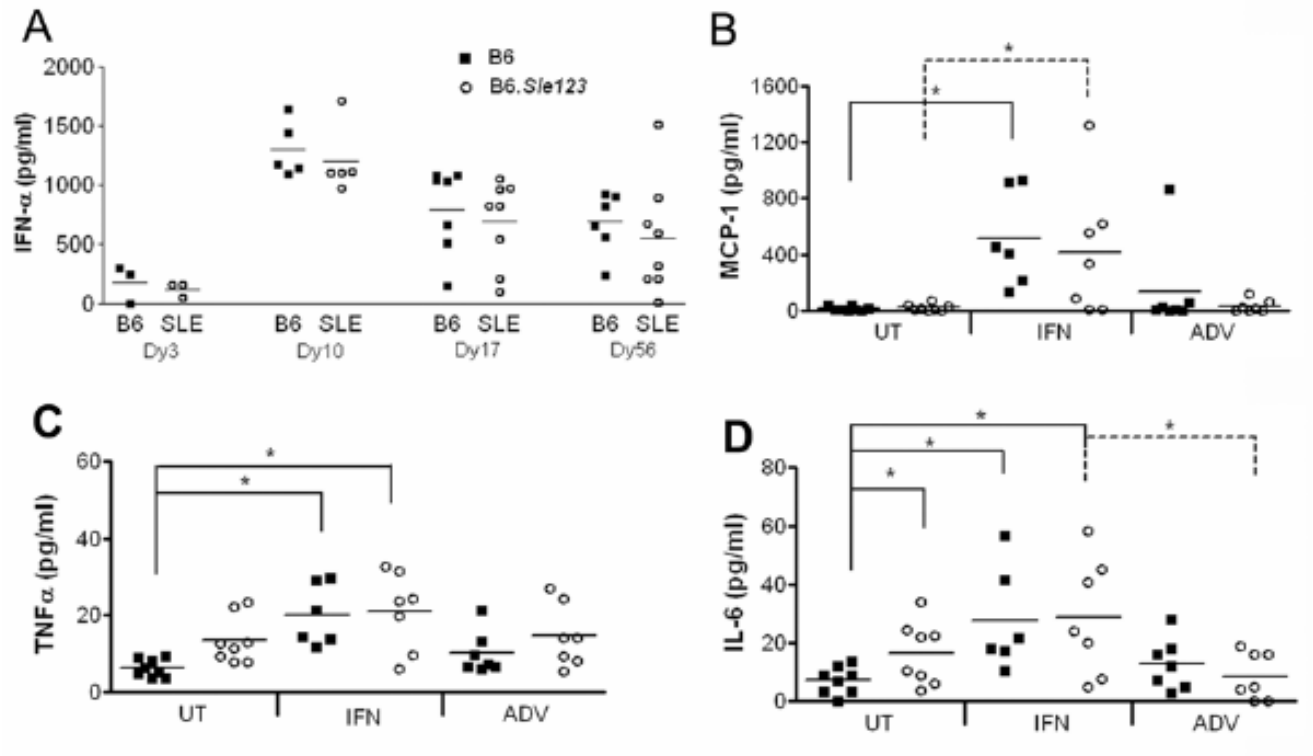 A
IFN-α (pg/ml)
2000
1500
1000
500
0
B6
B6.Sle123
B6 SLE B6 SLE B6 SLE B6 SLE
Dy3 Dy10 Dy17 Dy56
B
MCP-1 (pg/ml)
1600
1200
800
400
0
* *
UT IFN ADV
C
TNFα (pg/ml)
60
40
20
0
*
*
UT IFN ADV
D
IL-6 (pg/ml)
80
60
40
20
0
* *
*
*
UT IFN ADV